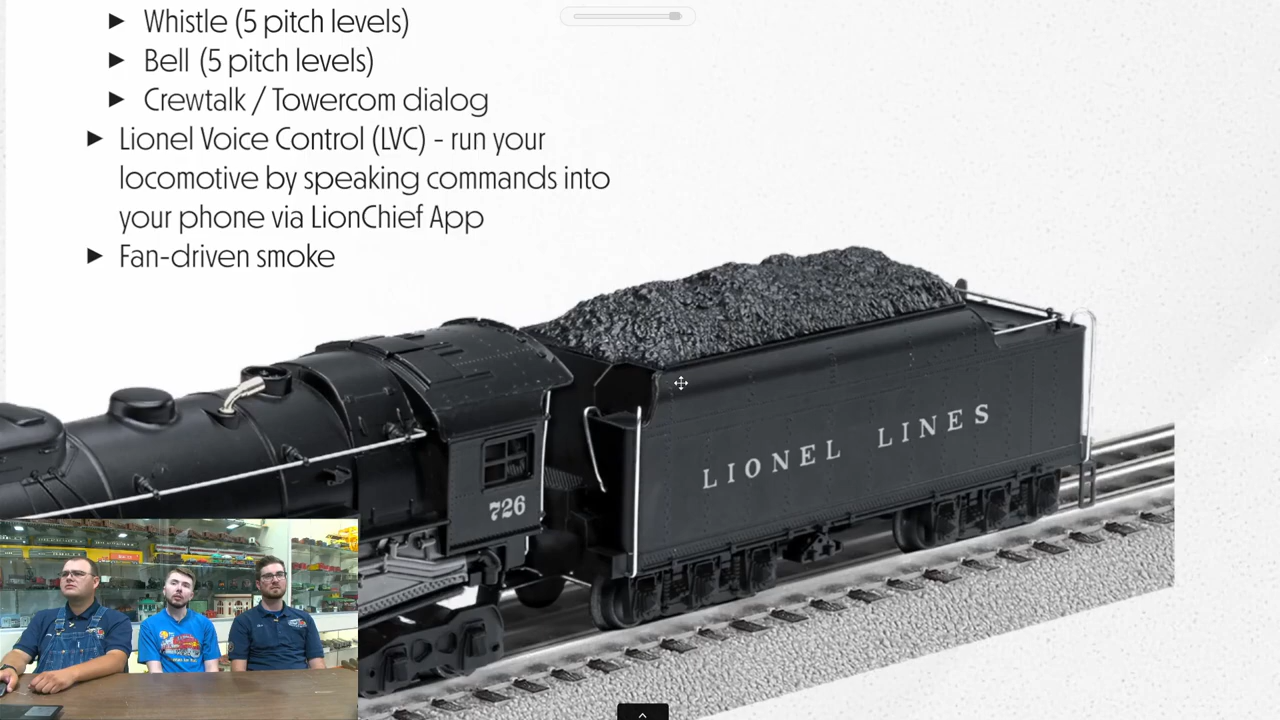 ► Whistle (5 pitch levels)
► Bell (5 pitch levels)
► Crewtalk / Towercom dialog
► Lionel Voice Control (LVC) - run your
locomotive by speaking commands into
your phone via LionChief App
► Fan-driven smoke
LIONEL LINES
726